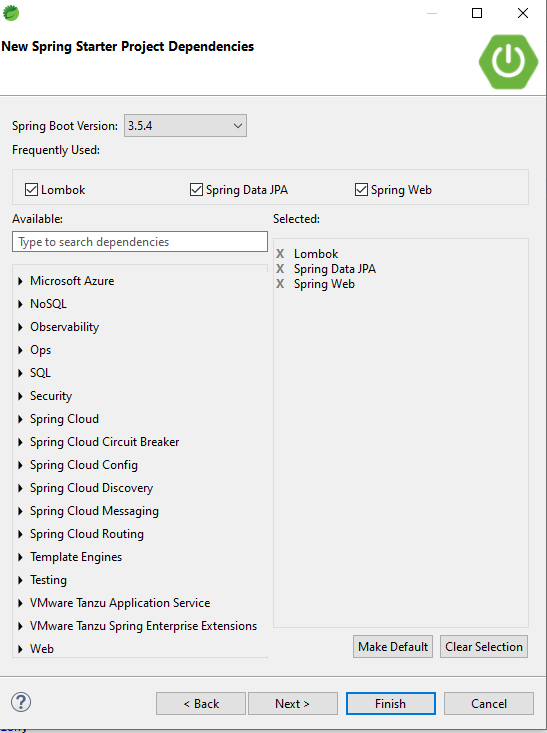 New Spring Starter Project Dependencies
Spring Boot Version: 3.5.4
Frequently Used:
Lombok Spring Data JPA Spring Web
Available: Selected:
Type to search dependencies
X Lombok
X Spring Data JPA
X Spring Web
Microsoft Azure
NoSQL
Observability
Ops
SQL
Security
Spring Cloud
Spring Cloud Circuit Breaker
Spring Cloud Config
Spring Cloud Discovery
Spring Cloud Messaging
Spring Cloud Routing
Template Engines
Testing
VMware Tanzu Application Service
VMware Tanzu Spring Enterprise Extensions
Web
Make Default Clear Selection
? < Back Next > Finish Cancel